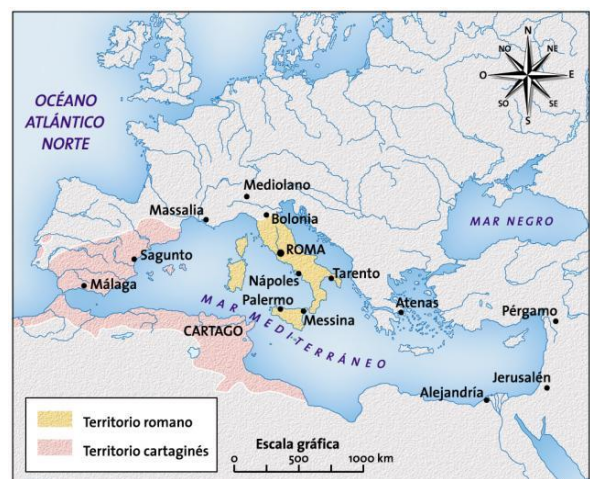 N
NO
NE
O
E
SO
SE
S
OCÉANO
ATLÁNTICO
NORTE
Mediolano
Massalia
Bolonia
MAR NEGRO
ROMA
Sagunto
Nápoles
Tarento
Málaga
Palermo
Atenas
Pérgamo
CARTAGO
Messina
MAR MEDITERRÁNEO
Jerusalén
Alejandría
Territorio romano
Territorio cartaginés
Escala gráfica
0 500 1000 km